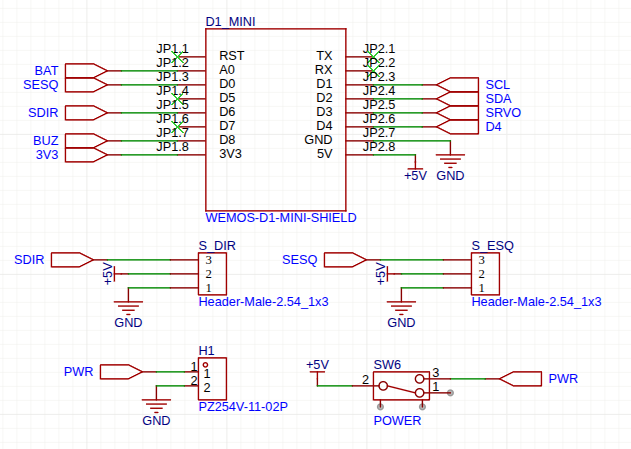 D1_MINI
JP1.1 RST TX JP2.1
JP1.2 A0 RX JP2.2
BAT
JP1.3 D0 D1 JP2.3
SESQ SCL
JP1.4 D5 D2 JP2.4
SDA
JP1.5 D6 D3 JP2.5
SDIR SRVO
JP1.6 D7 D4 JP2.6
D4
JP1.7 D8 GND JP2.7
BUZ
JP1.8 3V3 5V JP2.8
3V3
+5V GND
WEMOS-D1-MINI-SHIELD
S_DIR
SDIR 3
+5V 2
1
Header-Male-2.54_1x3
GND
S_ESQ
SESQ 3
+5V 2
1
Header-Male-2.54_1x3
GND
H1
PWR 1 1
2 2
PZ254V-11-02P
GND
+5V SW6
2 3 PWR
1
POWER